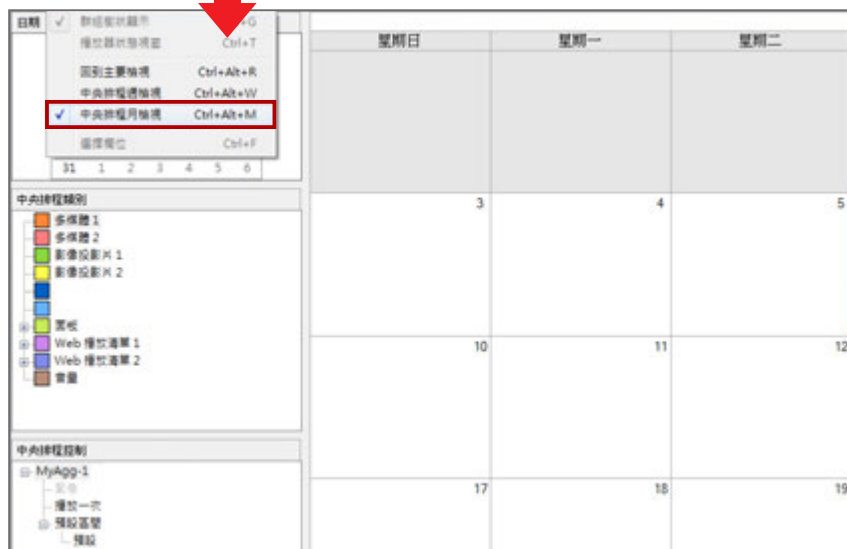 日期
群組樹狀顯示 +G
播放器狀態視窗 Ctrl+T
回到主要檢視 Ctrl+Alt+R
中央排程週檢視 Ctrl+Alt+W
✓ 中央排程月檢視 Ctrl+Alt+M
選擇欄位 Ctrl+F
31 1 2 3 4 5 6
星期日 星期一 星期二
中央排程類別
多媒體 1
多媒體 2
影像投影片 1
影像投影片 2
面板
Web 播放清單 1
Web 播放清單 2
音量
3 4 5
10 11 12
17 18 19
中央排程控制
MyAgg-1
播放一次
預設區間
預設